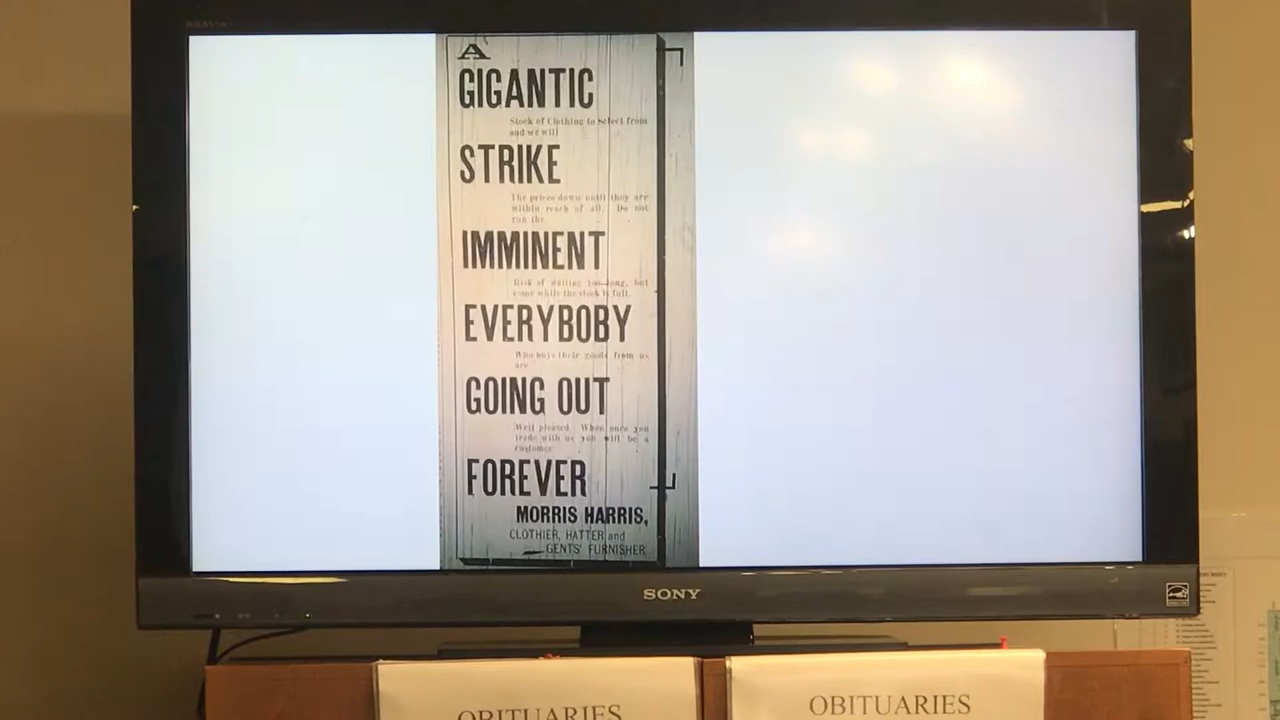 BRAVIA
A
GIGANTIC
Stock of Clothing to Select from
and we will
STRIKE
The prices down until they are
within reach of all. Do not
run the
IMMINENT
Risk of waiting too long, but
come while the stock is full.
EVERYBOBY
Who buys their goods from us
are
GOING OUT
Well pleased. When once you
trade with us you will be a
customer
FOREVER
MORRIS HARRIS,
CLOTHIER, HATTER and
GENTS' FURNISHER
SONY
OBITUARIES
OBITUARIES